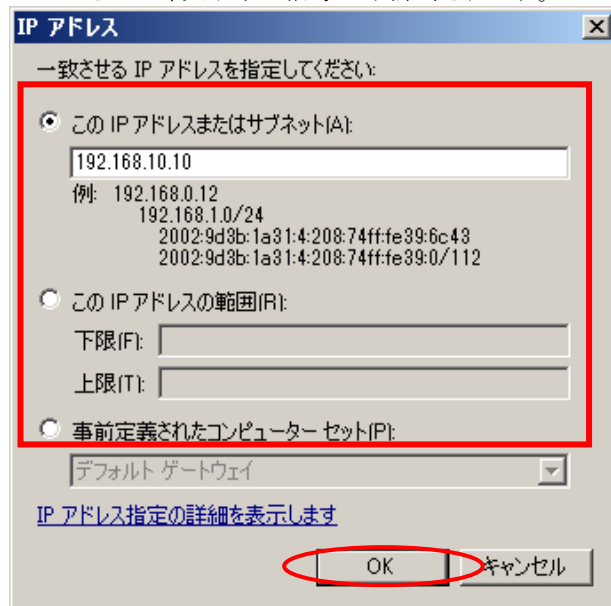 IP アドレス
一致させる IP アドレスを指定してください:
この IP アドレスまたはサブネット(A):
192.168.10.10
例: 192.168.0.12
192.168.1.0/24
2002:9d3b:1a31:4:208:74ff:fe39:6c43
2002:9d3b:1a31:4:208:74ff:fe39:0/112
この IP アドレスの範囲(R):
下限(F):
上限(T):
事前定義されたコンピューター セット(P):
デフォルト ゲートウェイ
IP アドレス指定の詳細を表示します
OK キャンセル